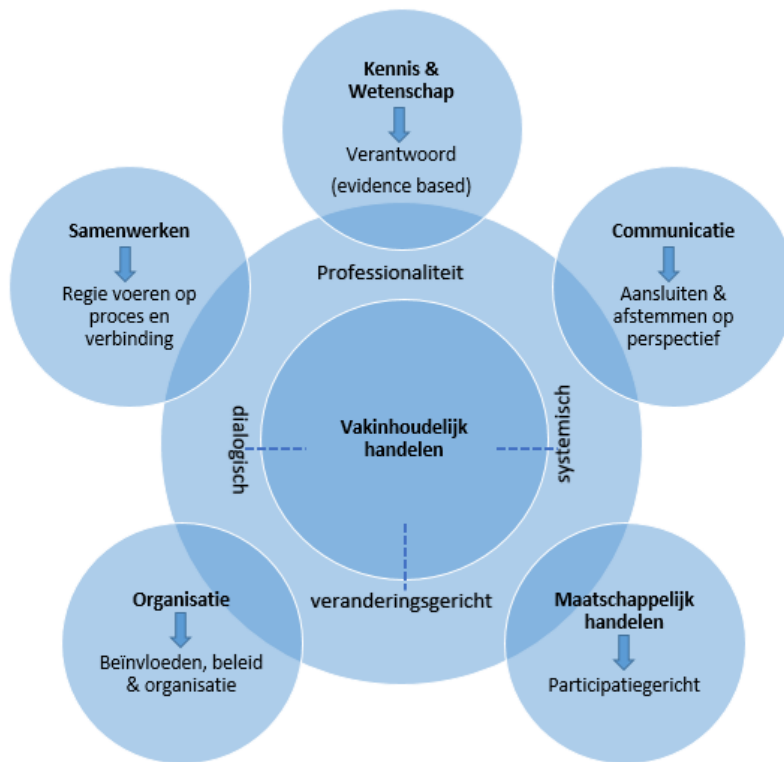 Kennis &
Wetenschap
Verantwoord
(evidence based)
Samenwerken
Regie voeren op
proces en
verbinding
Communicatie
Aansluiten &
afstemmen op
perspectief
Professionaliteit
dialogisch
Vakinhoudelijk
handelen
systemisch
veranderingsgericht
Organisatie
Beïnvloeden, beleid
& organisatie
Maatschappelijk
handelen
Participatiegericht